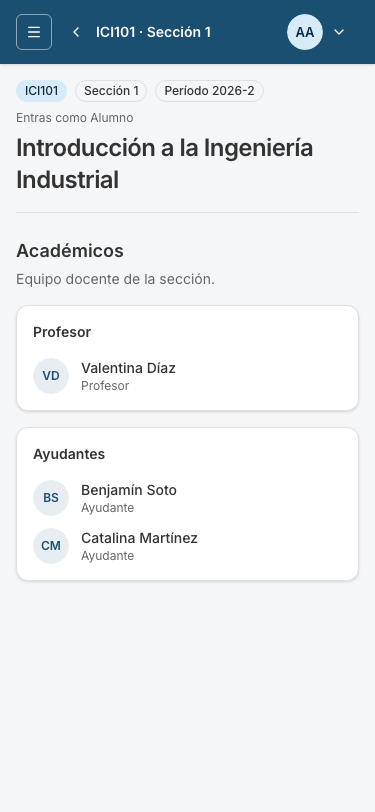 ICI101 · Sección 1
AA
ICI101
Sección 1
Período 2026-2
Entras como Alumno
Introducción a la Ingeniería
Industrial
Académicos
Equipo docente de la sección.
Profesor
VD
Valentina Díaz
Profesor
Ayudantes
BS
Benjamín Soto
Ayudante
CM
Catalina Martínez
Ayudante